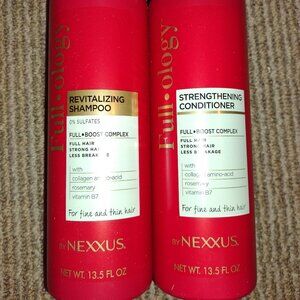 Full•ology
REVITALIZING
SHAMPOO
0% SULFATES
FULL+BOOST COMPLEX
FULL HAIR
STRONG HAIR
LESS BREAKAGE
with
collagen amino-acid
rosemary
vitamin B7
For fine and thin hair
BY NEXXUS.
NET WT. 13.5 FL OZ
Full•ology
STRENGTHENING
CONDITIONER
FULL+BOOST COMPLEX
FULL HAIR
STRONG HAIR
LESS BREAKAGE
with
collagen amino-acid
rosemary
vitamin B7
For fine and thin hair
BY NEXXUS.
NET WT. 13.5 FL OZ